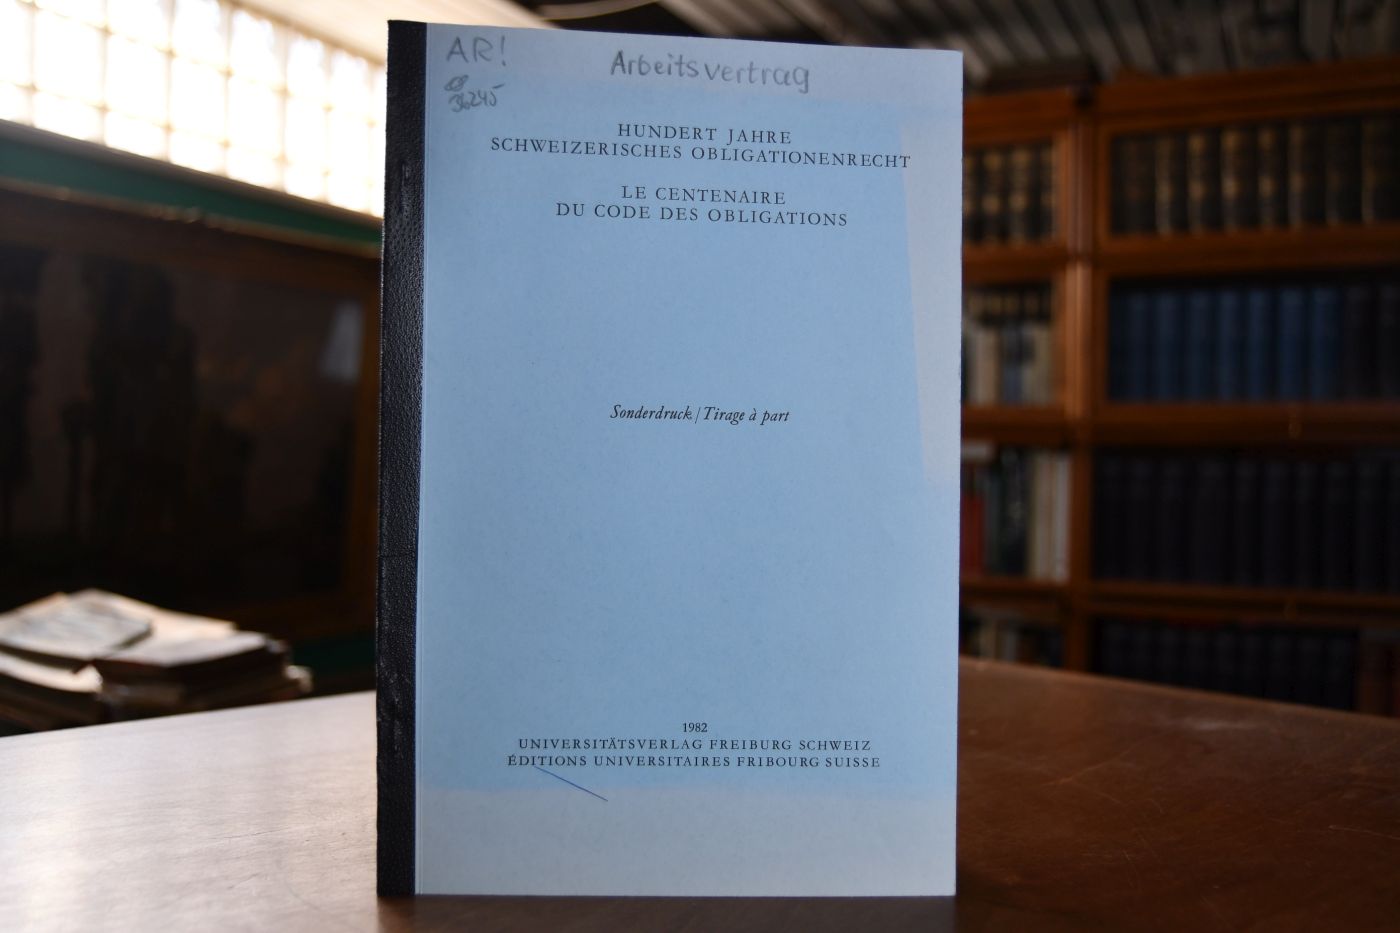 AR!
Arbeitsvertrag
36245
HUNDERT JAHRE
SCHWEIZERISCHES OBLIGATIONENRECHT
LE CENTENAIRE
DU CODE DES OBLIGATIONS
Sonderdruck / Tirage à part
1982
UNIVERSITÄTSVERLAG FREIBURG SCHWEIZ
ÉDITIONS UNIVERSITAIRES FRIBOURG SUISSE